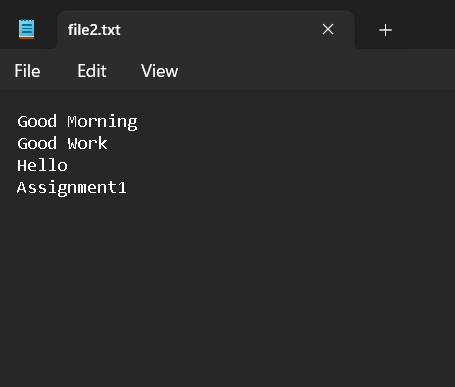 file2.txt
File Edit View
Good Morning
Good Work
Hello
Assignment1